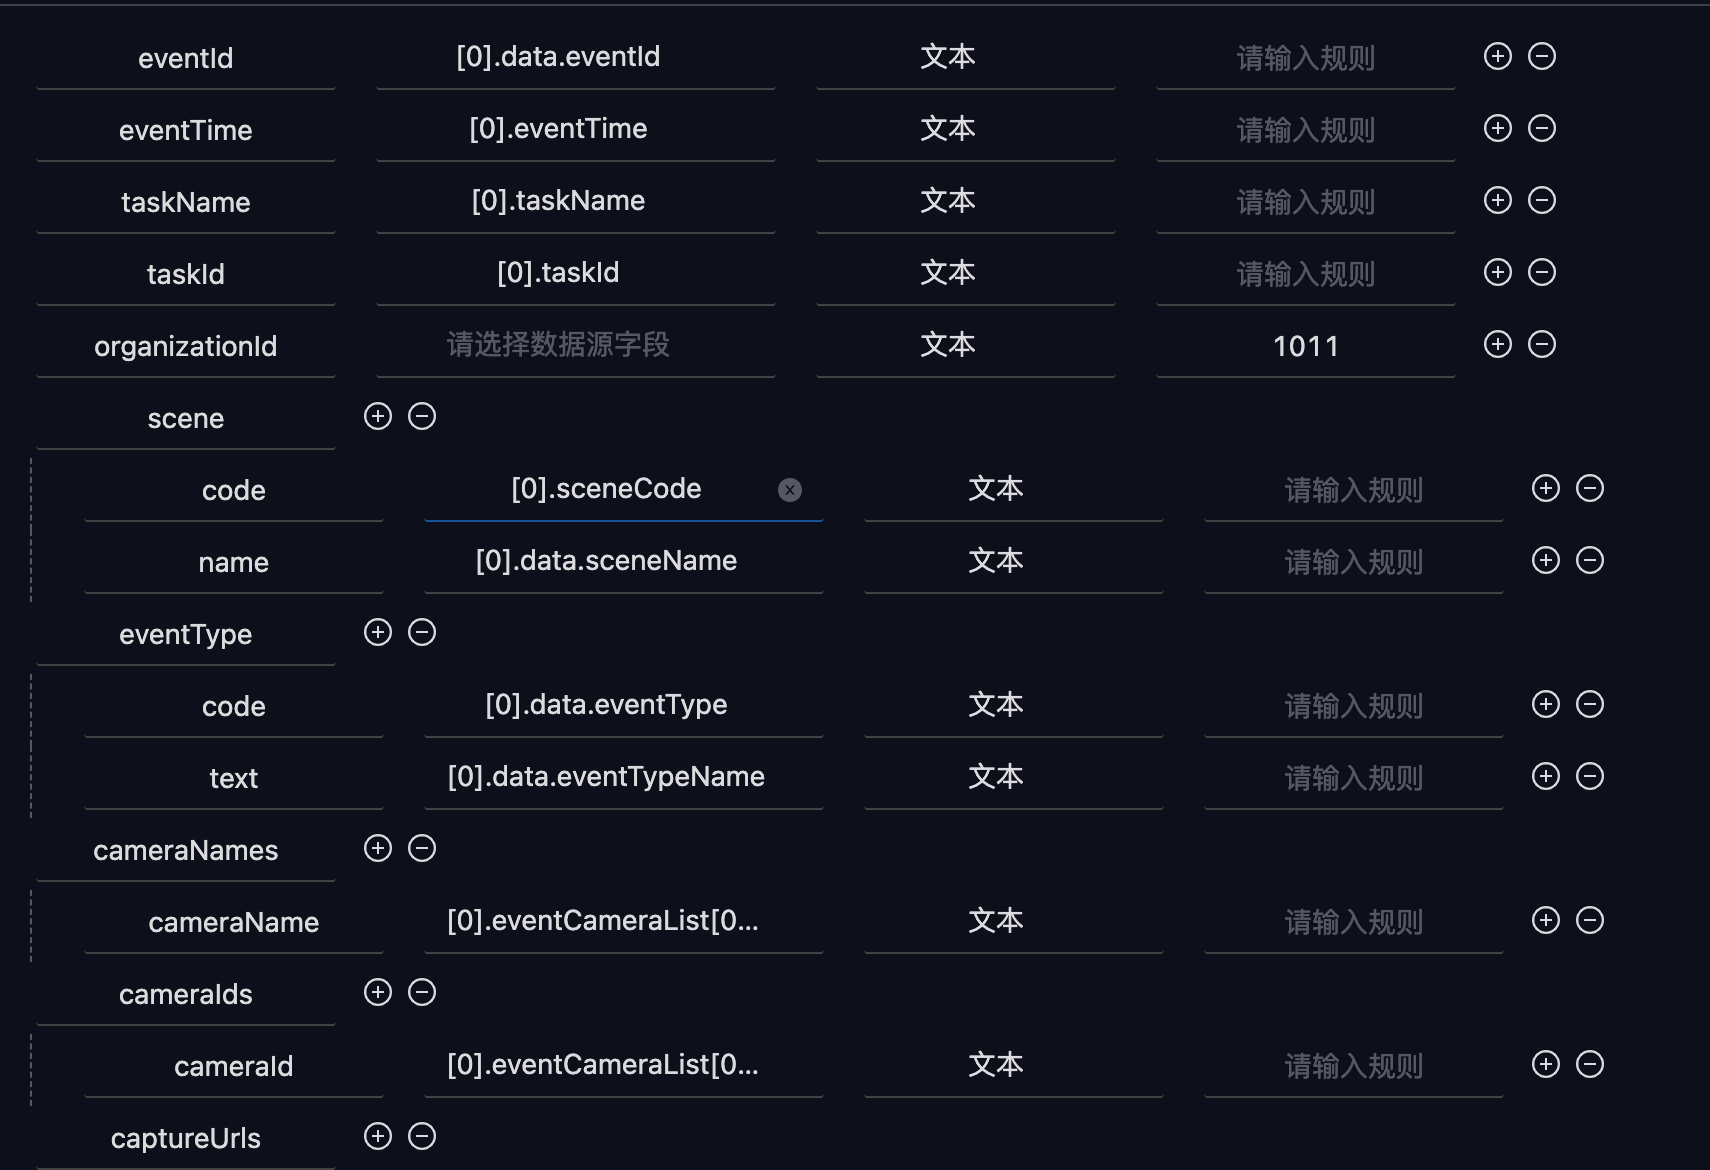 eventId [0].data.eventId 文本 请输入规则
eventTime [0].eventTime 文本 请输入规则
taskName [0].taskName 文本 请输入规则
taskId [0].taskId 文本 请输入规则
organizationId 请选择数据源字段 文本 1011
scene
code [0].sceneCode 文本 请输入规则
name [0].data.sceneName 文本 请输入规则
eventType
code [0].data.eventType 文本 请输入规则
text [0].data.eventTypeName 文本 请输入规则
cameraNames
cameraName [0].eventCameraList[0... 文本 请输入规则
cameraIds
cameraId [0].eventCameraList[0... 文本 请输入规则
captureUrls